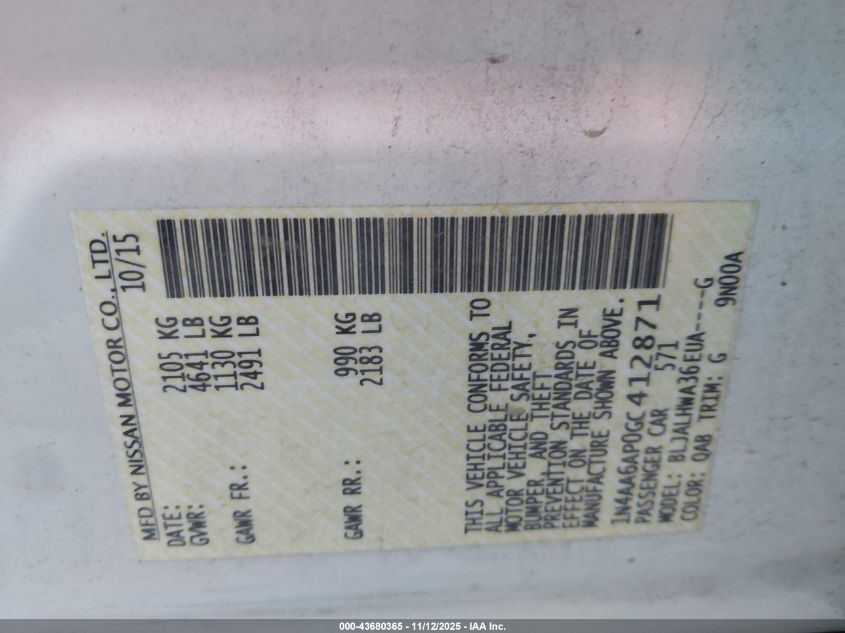 MFD BY NISSAN MOTOR CO., LTD.
DATE: 10/15
GVWR: 2105 KG
4641 LB
GAWR FR.: 1130 KG
2491 LB
GAWR RR.: 990 KG
2183 LB
THIS VEHICLE CONFORMS TO
ALL APPLICABLE FEDERAL
MOTOR VEHICLE SAFETY,
BUMPER, AND THEFT
PREVENTION STANDARDS IN
EFFECT ON THE DATE OF
MANUFACTURE SHOWN ABOVE.
1N4AA6AP0GC412871
PASSENGER CAR 571
MODEL: BLJALHWA36EUA----G
COLOR: QAB TRIM: G 9N00A
000-43680365 - 11/12/2025 - IAA Inc.